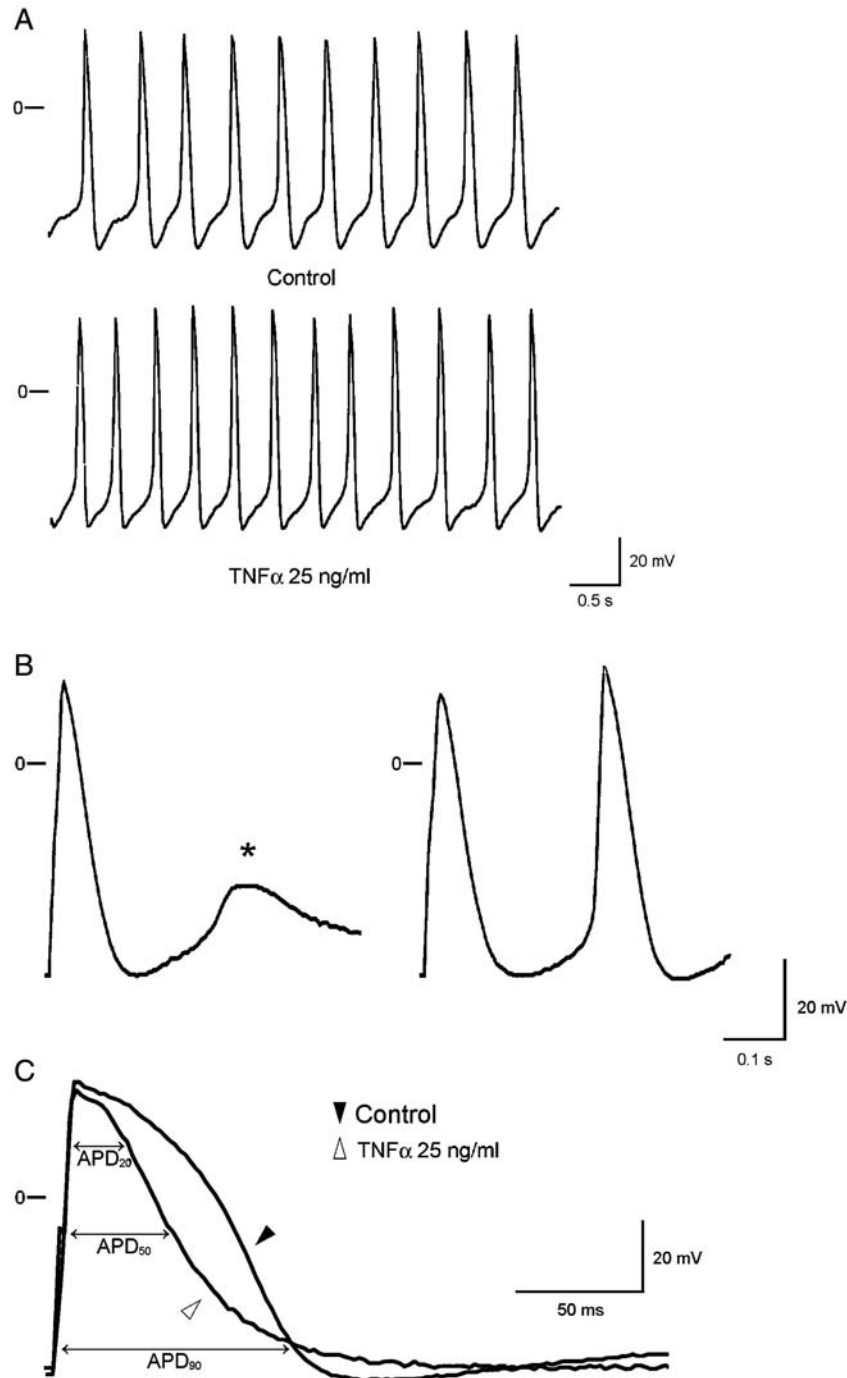 A
0
Control
0
TNFα 25 ng/ml
20 mV
0.5 s
B
0
*
0
20 mV
0.1 s
C
Control
TNFα 25 ng/ml
APD20
0
APD50
20 mV
50 ms
APD90